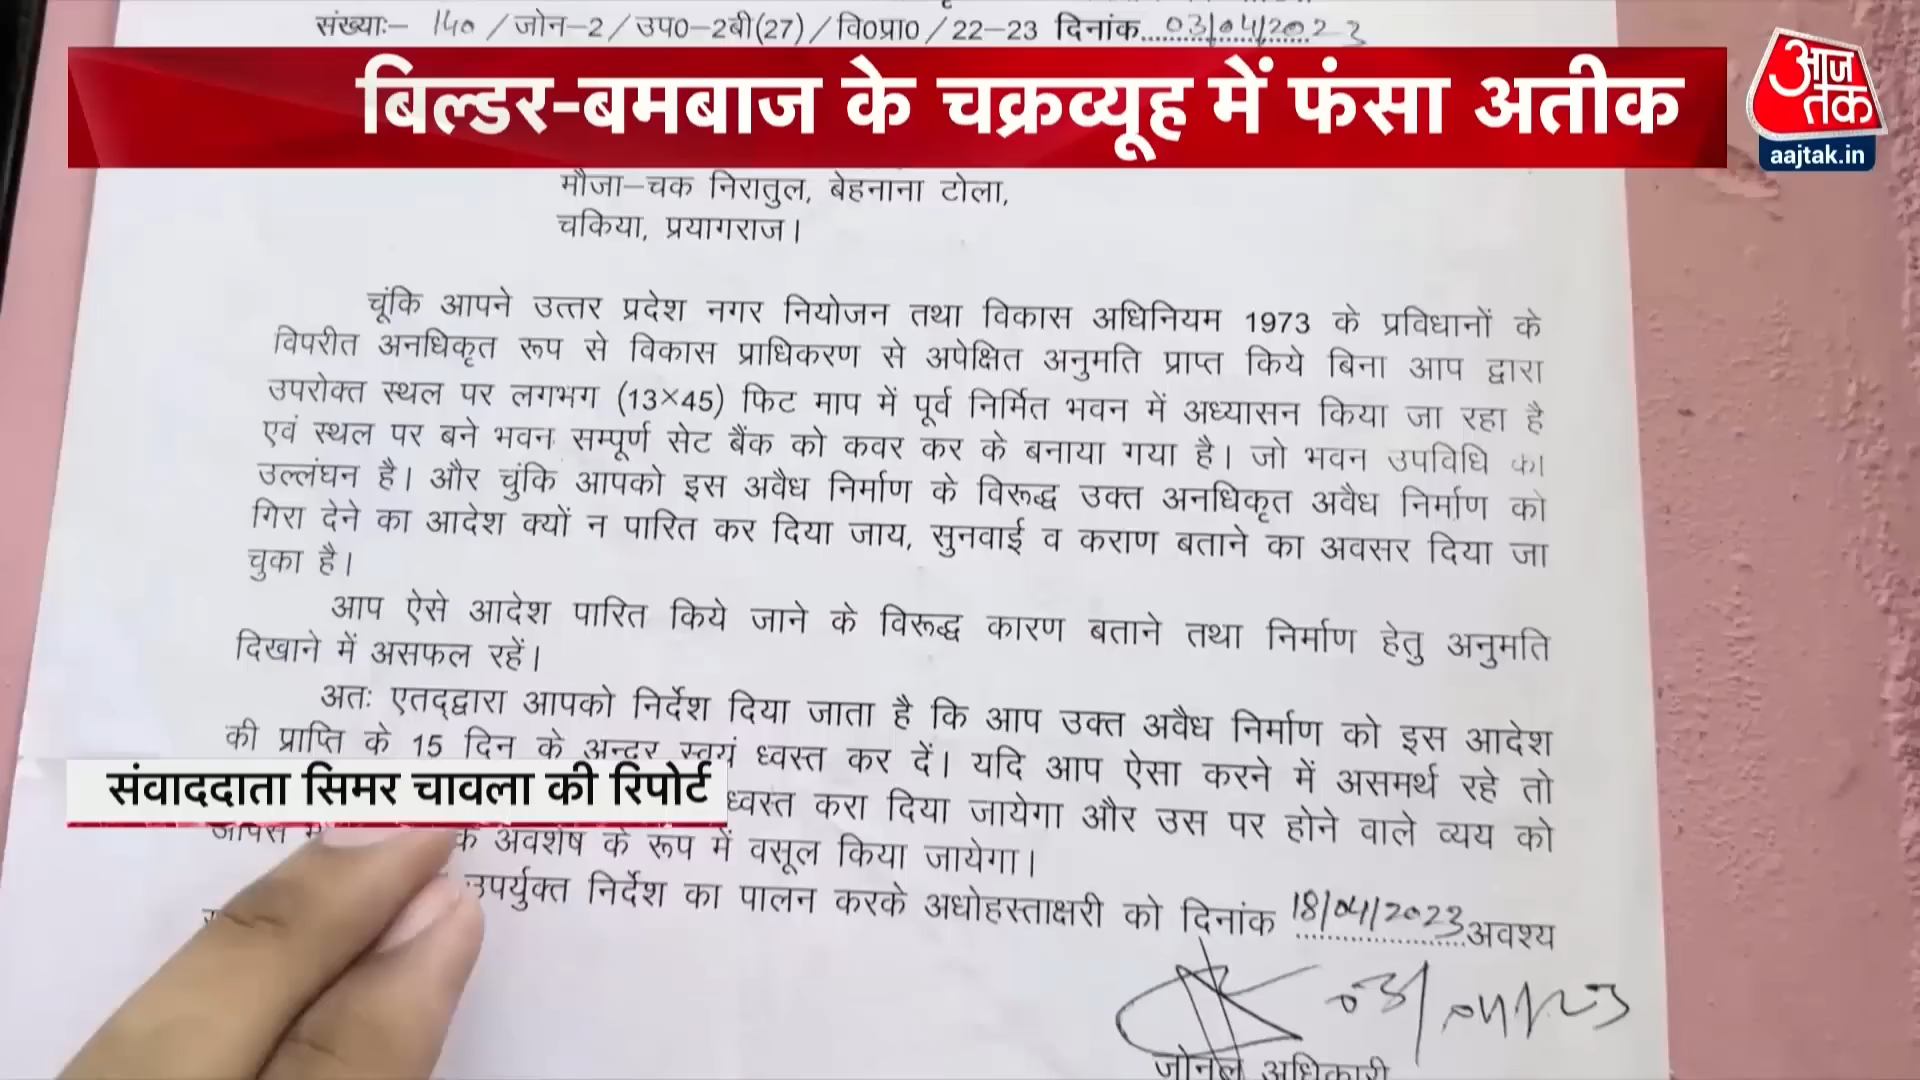 संख्याः– 140 / जोन–2 / उप0–2बी(27) / वि0प्रा0 / 22–23 दिनांक 03/04/2023
बिल्डर-बमबाज के चक्रव्यूह में फंसा अतीक
आज तक
aajtak.in
मौजा–चक निरातुल, बेहनाना टोला,
चकिया, प्रयागराज।
चूंकि आपने उत्तर प्रदेश नगर नियोजन तथा विकास अधिनियम 1973 के प्रविधानों के
विपरीत अनधिकृत रूप से विकास प्राधिकरण से अपेक्षित अनुमति प्राप्त किये बिना आप द्वारा
उपरोक्त स्थल पर लगभग (13×45) फिट माप में पूर्व निर्मित भवन में अध्यासन किया जा रहा है
एवं स्थल पर बने भवन सम्पूर्ण सेट बैंक को कवर कर के बनाया गया है। जो भवन उपविधि का
उल्लंघन है। और चुंकि आपको इस अवैध निर्माण के विरूद्ध उक्त अनधिकृत अवैध निर्माण को
गिरा देने का आदेश क्यों न पारित कर दिया जाय, सुनवाई व कराण बताने का अवसर दिया जा
चुका है।
आप ऐसे आदेश पारित किये जाने के विरूद्ध कारण बताने तथा निर्माण हेतु अनुमति
दिखाने में असफल रहें।
अतः एतद्द्वारा आपको निर्देश दिया जाता है कि आप उक्त अवैध निर्माण को इस आदेश
की प्राप्ति के 15 दिन के अन्दर स्वयं ध्वस्त कर दें। यदि आप ऐसा करने में असमर्थ रहे तो
संवाददाता सिमर चावला की रिपोर्ट
ध्वस्त करा दिया जायेगा और उस पर होने वाले व्यय को
आपसे के अवशेष के रूप में वसूल किया जायेगा।
उपर्युक्त निर्देश का पालन करके अधोहस्ताक्षरी को दिनांक 18/04/2023 अवश्य
03/04/23
जोनल अधिकारी